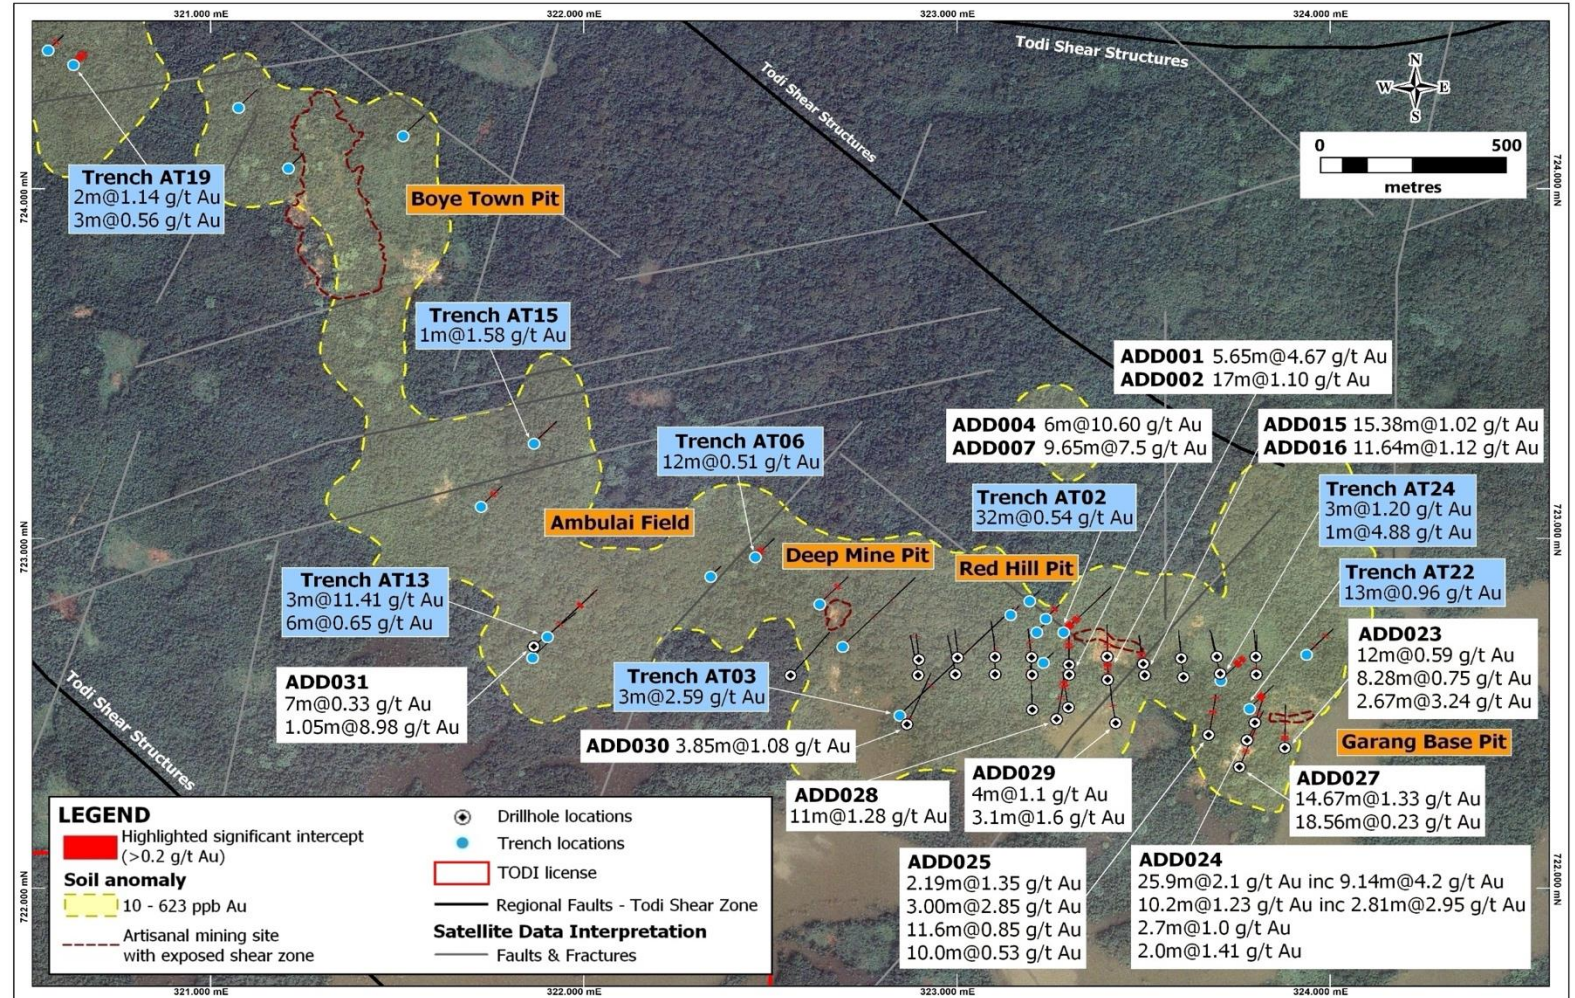 321.000 mE
322.000 mE
323.000 mE
324.000 mE
Todi Shear Structures
Todi Shear Structures
N
W
E
S
0
500
metres
724.000 mN
724.000 mN
Trench AT19
2m@1.14 g/t Au
3m@0.56 g/t Au
Boye Town Pit
Trench AT15
1m@1.58 g/t Au
ADD001 5.65m@4.67 g/t Au
ADD002 17m@1.10 g/t Au
ADD004 6m@10.60 g/t Au
ADD007 9.65m@7.5 g/t Au
ADD015 15.38m@1.02 g/t Au
ADD016 11.64m@1.12 g/t Au
Trench AT06
12m@0.51 g/t Au
Trench AT02
32m@0.54 g/t Au
Trench AT24
3m@1.20 g/t Au
1m@4.88 g/t Au
Ambulai Field
723.000 mN
723.000 mN
Deep Mine Pit
Red Hill Pit
Trench AT22
13m@0.96 g/t Au
Trench AT13
3m@11.41 g/t Au
6m@0.65 g/t Au
ADD023
12m@0.59 g/t Au
8.28m@0.75 g/t Au
2.67m@3.24 g/t Au
Trench AT03
3m@2.59 g/t Au
ADD031
7m@0.33 g/t Au
1.05m@8.98 g/t Au
Todi Shear Structures
ADD030 3.85m@1.08 g/t Au
Garang Base Pit
ADD028
11m@1.28 g/t Au
ADD029
4m@1.1 g/t Au
3.1m@1.6 g/t Au
ADD027
14.67m@1.33 g/t Au
18.56m@0.23 g/t Au
ADD025
2.19m@1.35 g/t Au
3.00m@2.85 g/t Au
11.6m@0.85 g/t Au
10.0m@0.53 g/t Au
ADD024
25.9m@2.1 g/t Au inc 9.14m@4.2 g/t Au
10.2m@1.23 g/t Au inc 2.81m@2.95 g/t Au
2.7m@1.0 g/t Au
2.0m@1.41 g/t Au
722.000 mN
722.000 mN
LEGEND
Highlighted significant intercept
(>0.2 g/t Au)
Soil anomaly
10 - 623 ppb Au
Artisanal mining site
with exposed shear zone
Drillhole locations
Trench locations
TODI license
Regional Faults - Todi Shear Zone
Satellite Data Interpretation
Faults & Fractures
321.000 mE
322.000 mE
323.000 mE
324.000 mE